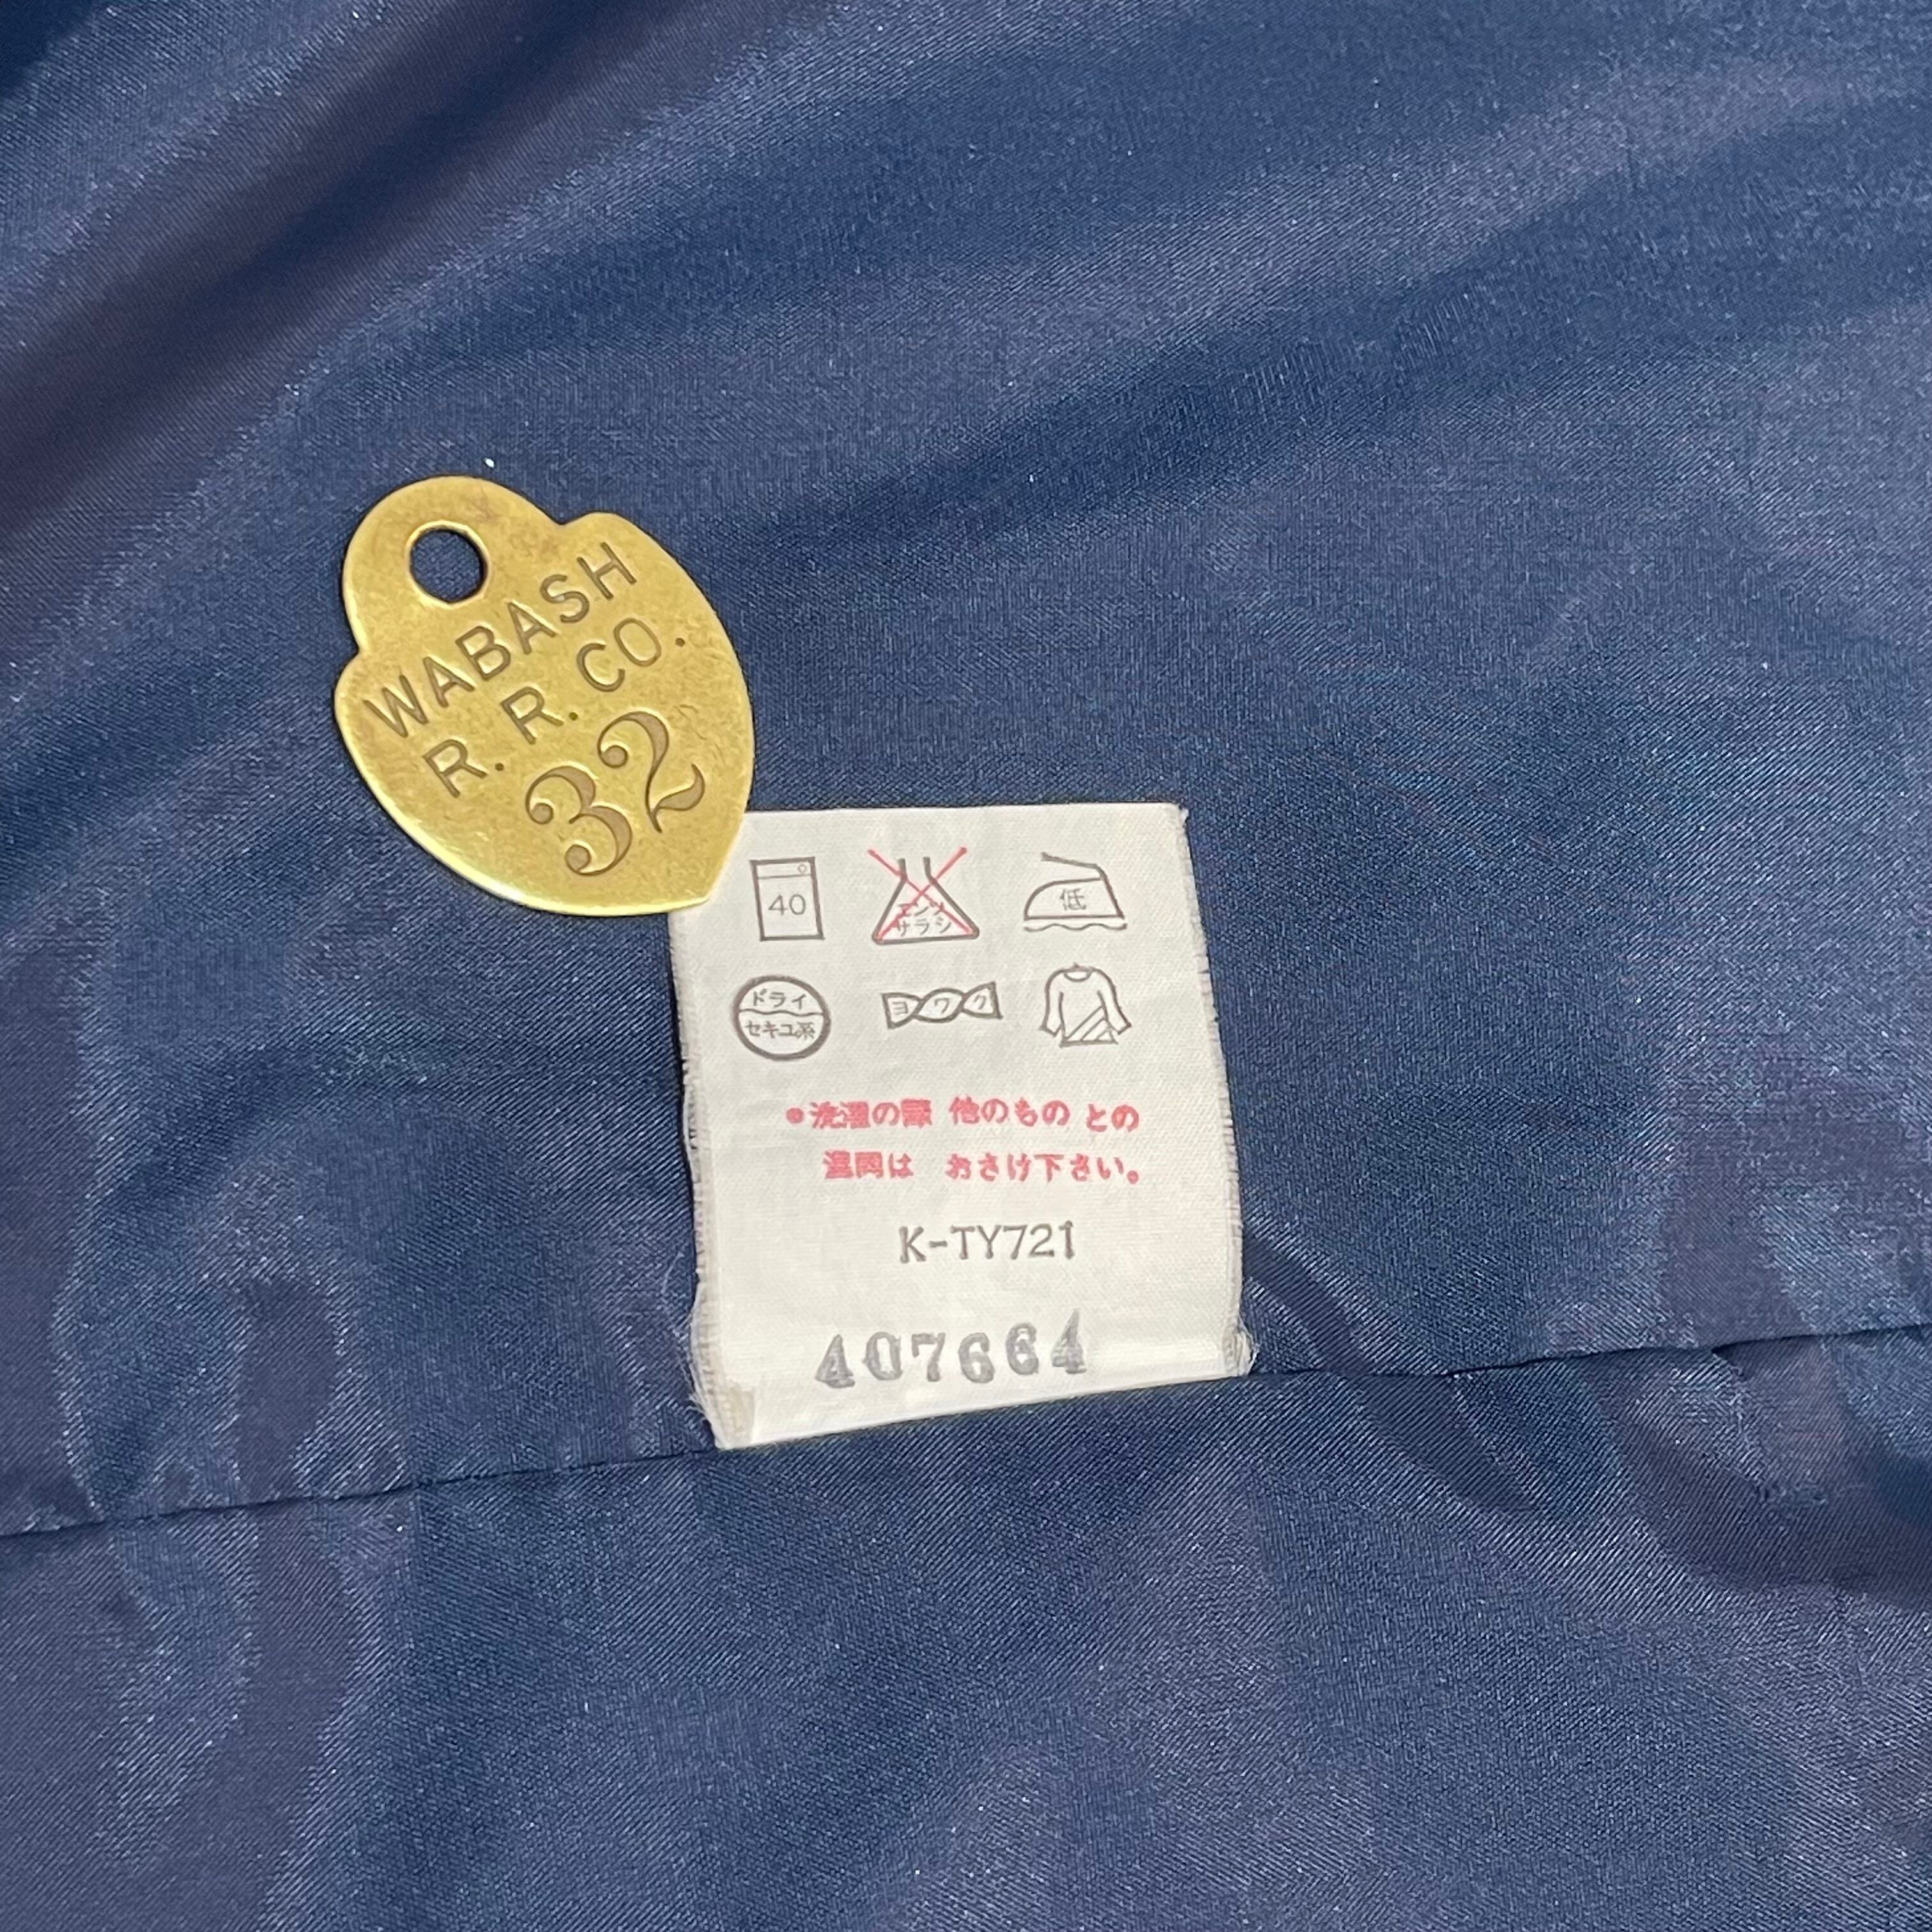 WABASH
R. R. CO.
32
40
エンソ
サラシ
低
ドライ
セキユ系
ヨワク
●洗濯の際 他のものとの
混同は おさけ下さい。
K-TY721
407664